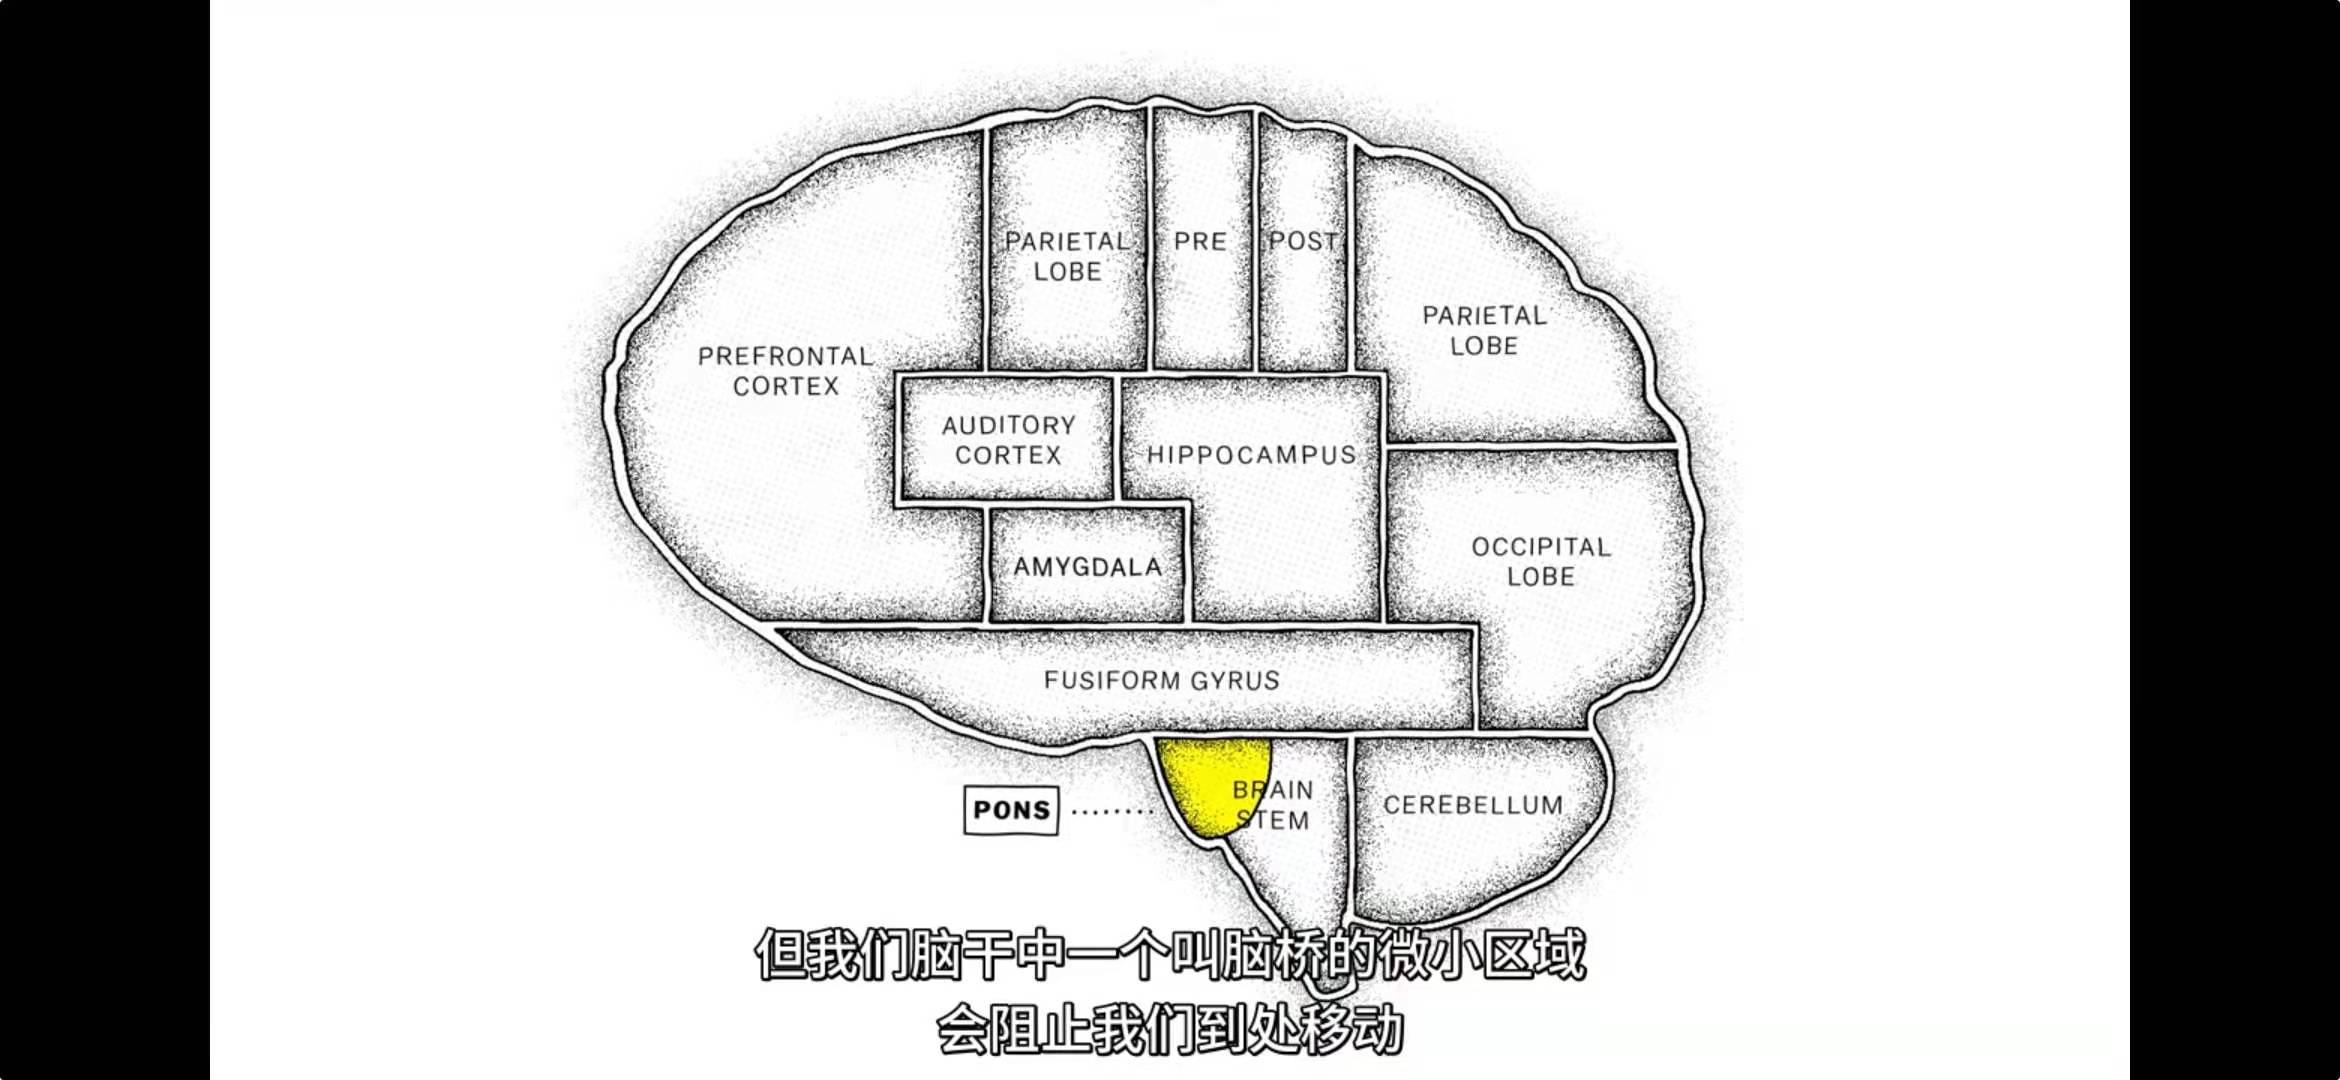 PARIETAL
LOBE
PRE
POST
PARIETAL
LOBE
PREFRONTAL
CORTEX
AUDITORY
CORTEX
HIPPOCAMPUS
AMYGDALA
OCCIPITAL
LOBE
FUSIFORM GYRUS
PONS
BRAIN
STEM
CEREBELLUM
但我们脑干中一个叫脑桥的微小区域
会阻止我们到处移动